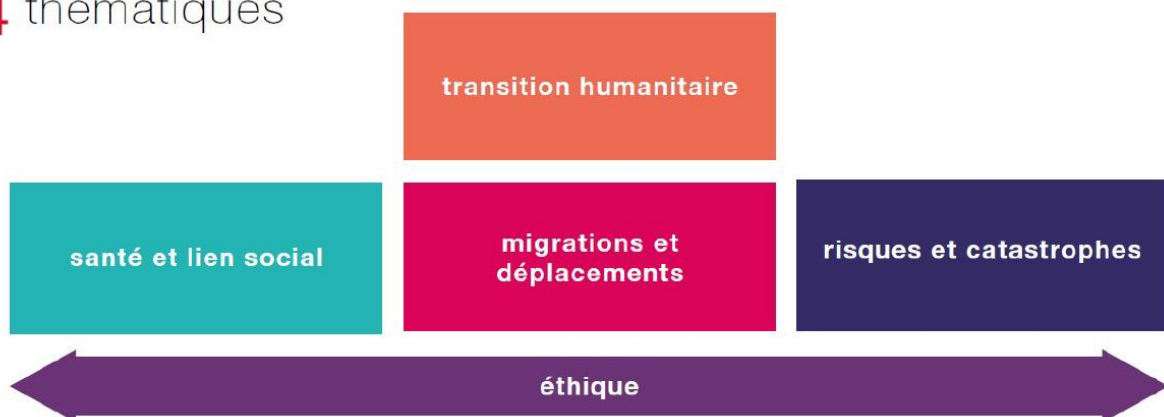 4 thématiques
transition humanitaire
santé et lien social
migrations et
déplacements
risques et catastrophes
éthique